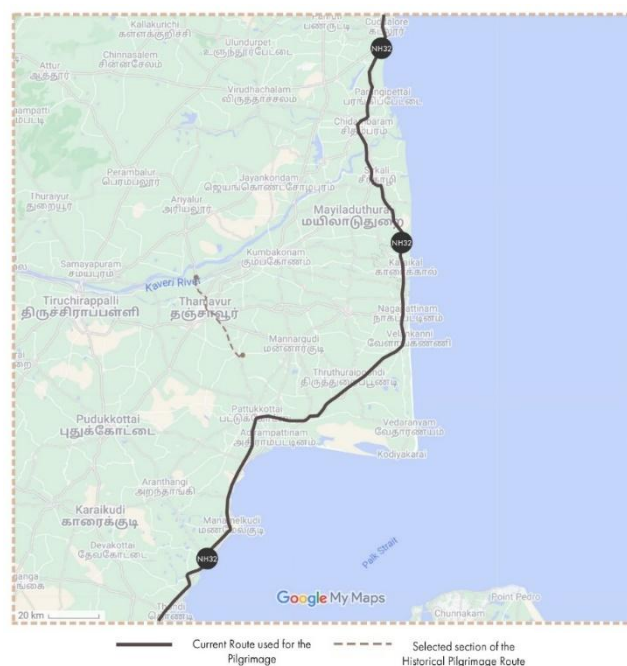 Cuddalore
கடலூர்
NH32
Kallakurichi
கள்ளக்குறிச்சி
Ulundurpet
உளுந்தூர்பேட்டை
Chinnasalem
சின்னசேலம்
Attur
ஆத்தூர்
Virudhachalam
விருத்தாச்சலம்
Parangipettai
பரங்கிப்பேட்டை
Chidambaram
சிதம்பரம்
Jayankondam
ஜெயங்கொண்டசோழபுரம்
Sirkali
சீர்காழி
Perambalur
பெரம்பலூர்
Thuraiyur
துறையூர்
Ariyalur
அரியலூர்
Mayiladuthurai
மயிலாடுதுறை
NH32
Kumbakonam
கும்பகோணம்
Karaikal
காரைக்கால்
Samayapuram
சமயபுரம்
Kaveri River
Tiruchirappalli
திருச்சிராப்பள்ளி
Thanjavur
தஞ்சாவூர்
Nagapattinam
நாகப்பட்டினம்
Mannargudi
மன்னார்குடி
Velankanni
வேளாங்கண்ணி
Thiruthuraipoondi
திருத்துறைப்பூண்டி
Pudukkottai
புதுக்கோட்டை
Pattukkottai
Adirampattinam
அதிராம்பட்டினம்
Vedaranyam
வேதாரண்யம்
Kodiyakarai
Aranthangi
அறந்தாங்கி
Karaikudi
காரைக்குடி
Manamelkudi
மணமேல்குடி
Devakottai
தேவகோட்டை
NH32
Palk Strait
Google My Maps
Point Pedro
Chunnakam
Thondi
தொண்டி
20 km
Current Route used for the
Pilgrimage
Selected section of the
Historical Pilgrimage Route